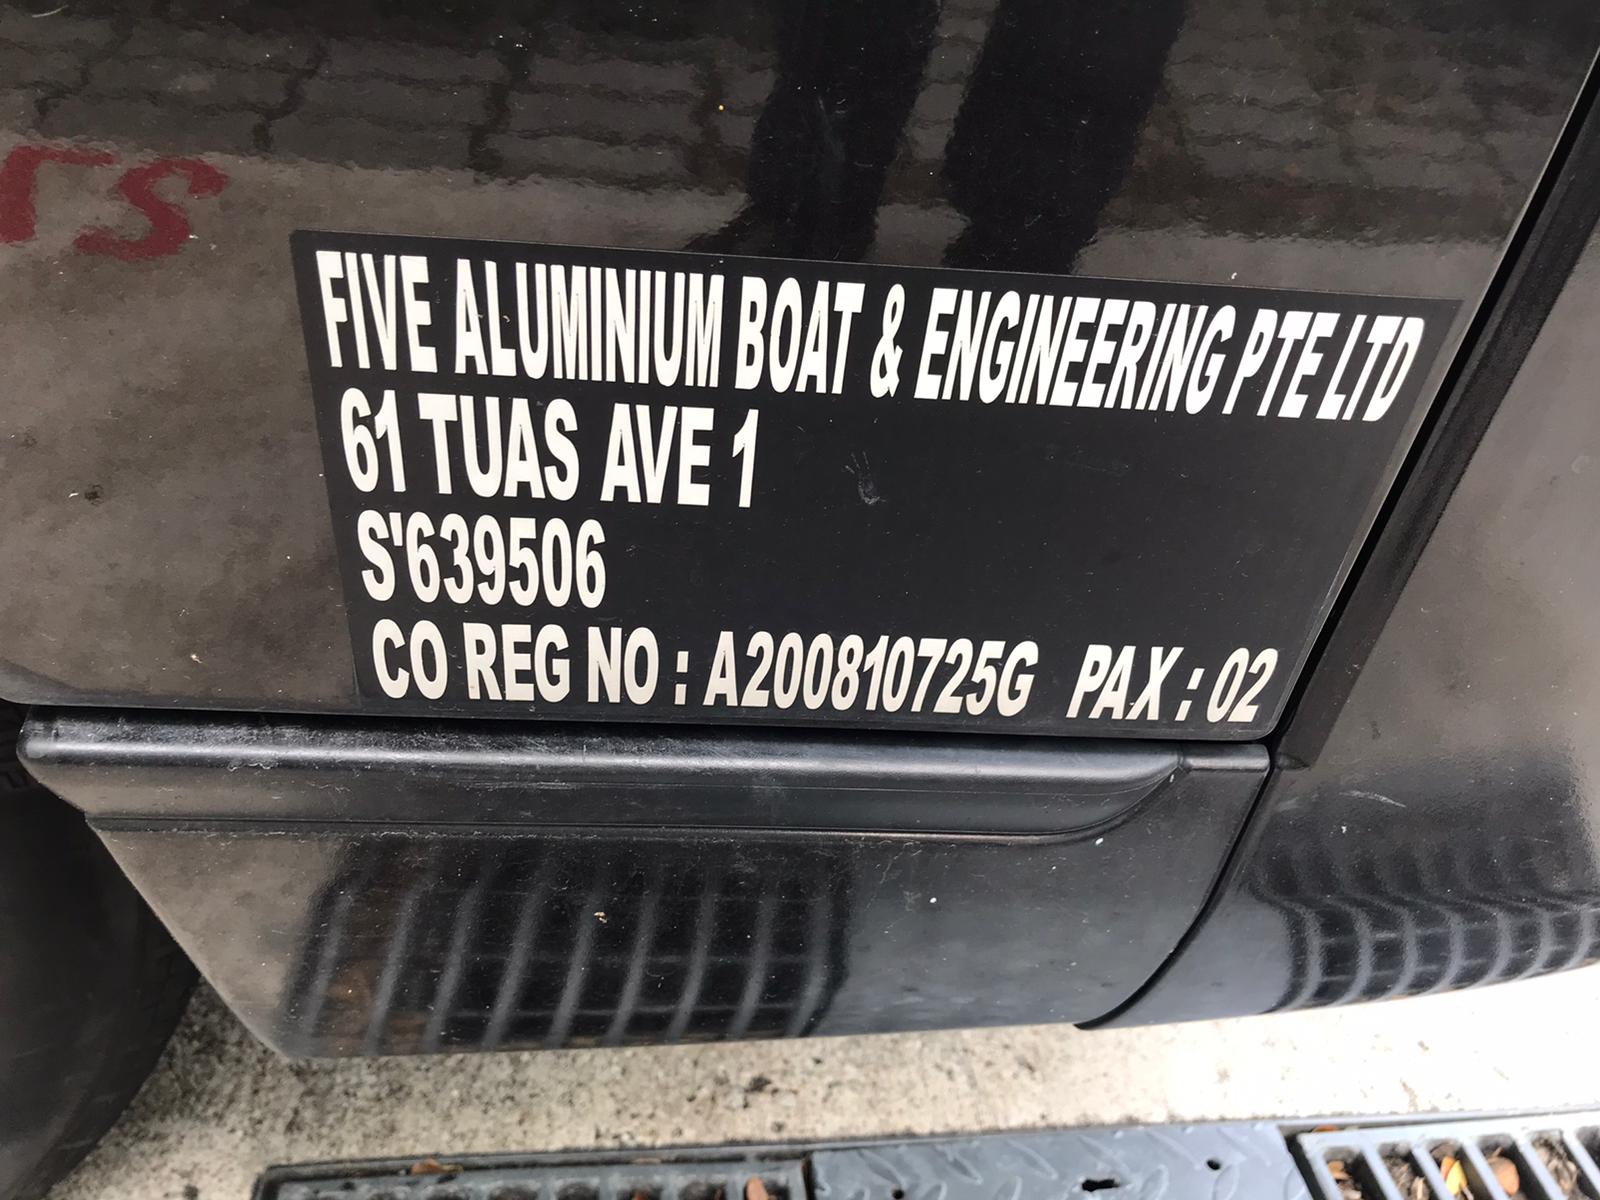 FIVE ALUMINIUM BOAT & ENGINEERING PTE LTD
61 TUAS AVE 1
S'639506
CO REG NO : A200810725G PAX : 02